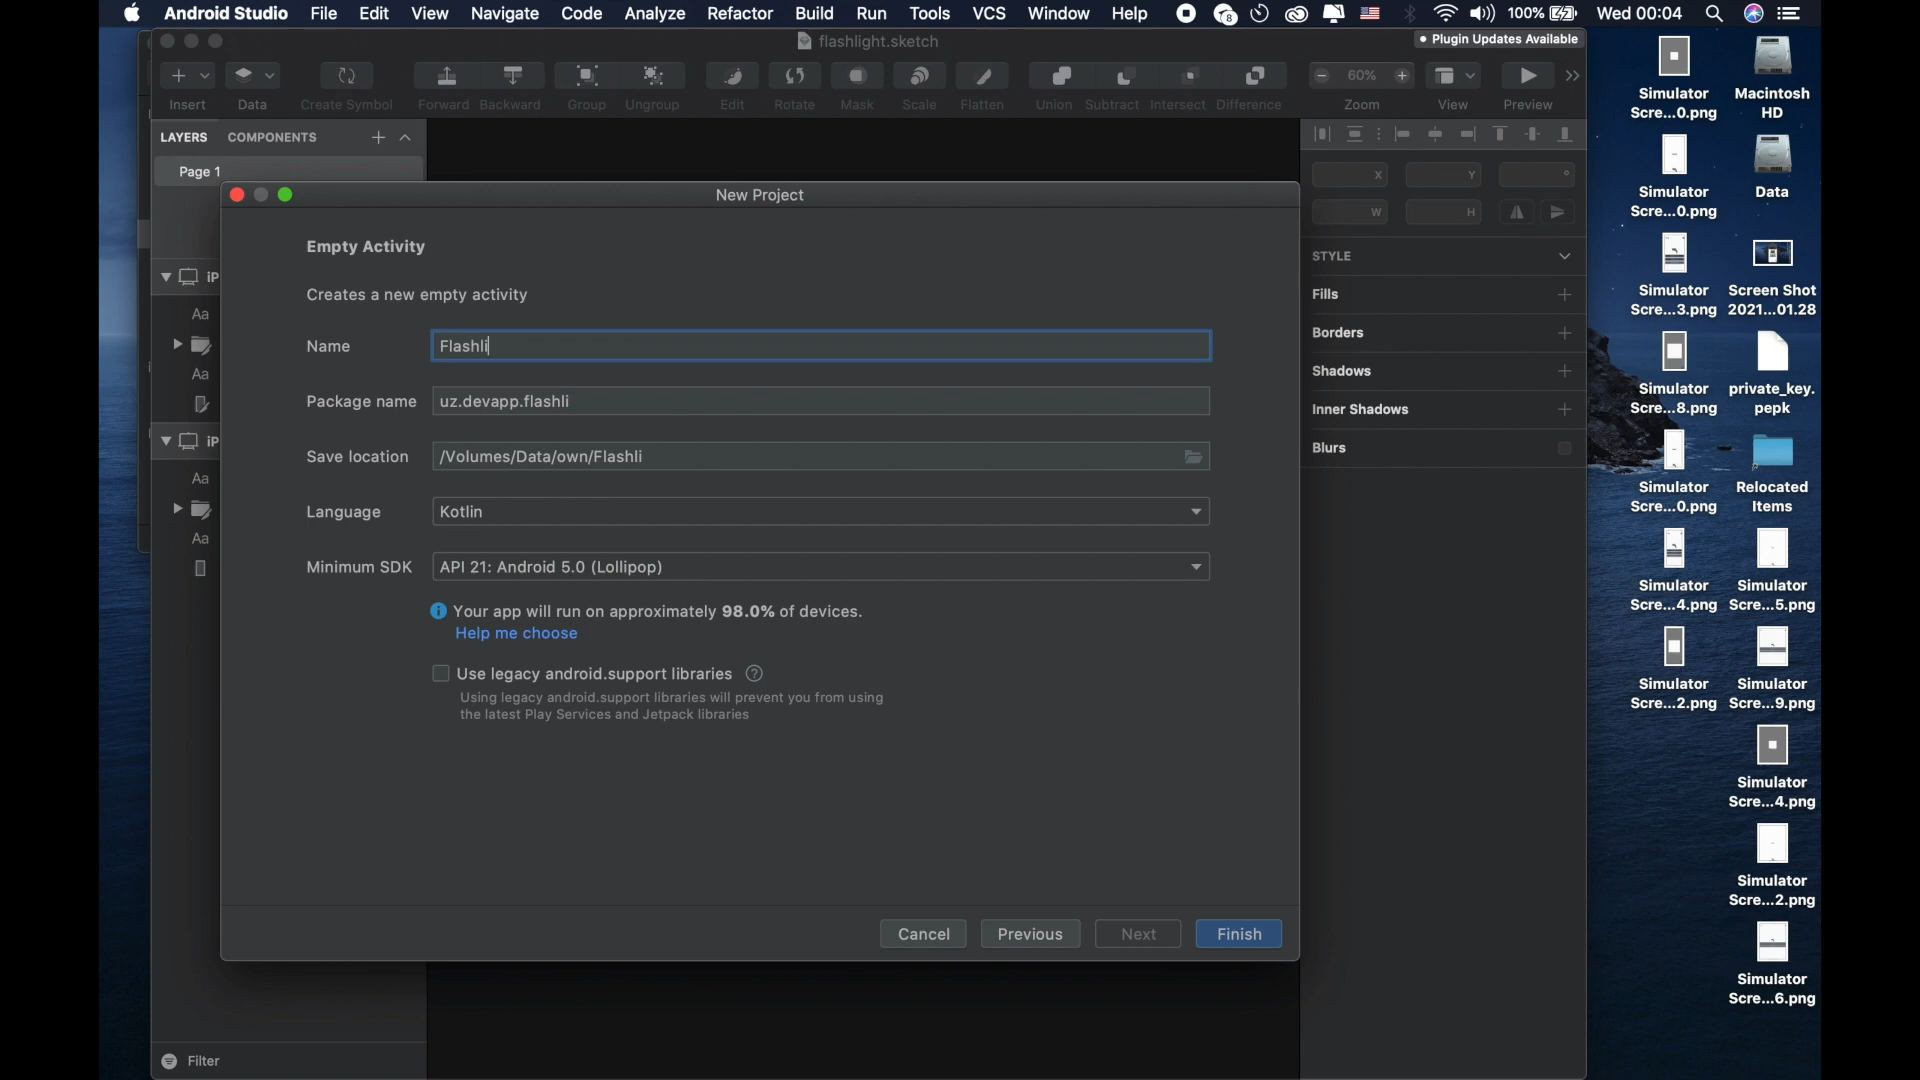 Android Studio File Edit View Navigate Code Analyze Refactor Build Run Tools VCS Window Help 8 100% Wed 00:04
flashlight.sketch
Plugin Updates Available
60%
Insert Data Create Symbol Forward Backward Group Ungroup Edit Rotate Mask Scale Flatten Union Subtract Intersect Difference Zoom View Preview
LAYERS COMPONENTS
Page 1
iP
Aa
Aa
iP
Aa
Aa
Filter
New Project
Empty Activity
Creates a new empty activity
Name Flashli
Package name uz.devapp.flashli
Save location /Volumes/Data/own/Flashli
Language Kotlin
Minimum SDK API 21: Android 5.0 (Lollipop)
Your app will run on approximately 98.0% of devices.
Help me choose
Use legacy android.support libraries ?
Using legacy android.support libraries will prevent you from using
the latest Play Services and Jetpack libraries
Cancel Previous Next Finish
X Y °
W H
STYLE
Fills
Borders
Shadows
Inner Shadows
Blurs
Simulator
Scre...0.png
Macintosh
HD
Simulator
Scre...0.png
Data
Simulator
Scre...3.png
Screen Shot
2021...01.28
Simulator
Scre...8.png
private_key.
pepk
Simulator
Scre...0.png
Relocated
Items
Simulator
Scre...4.png
Simulator
Scre...5.png
Simulator
Scre...2.png
Simulator
Scre...9.png
Simulator
Scre...4.png
Simulator
Scre...2.png
Simulator
Scre...6.png